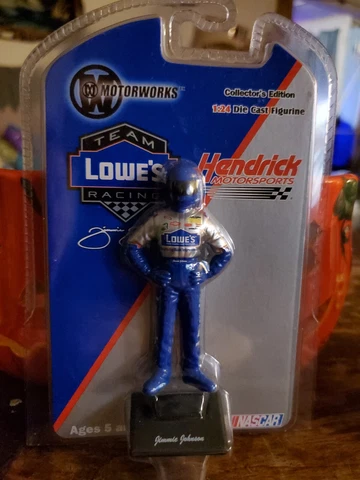 MOTORWORKS
Collector's Edition
1:24 Die Cast Figurine
TEAM
LOWE'S
RACING
Hendrick
MOTORSPORTS
LOWE'S
Ages 5
NASCAR
Jimmie Johnson